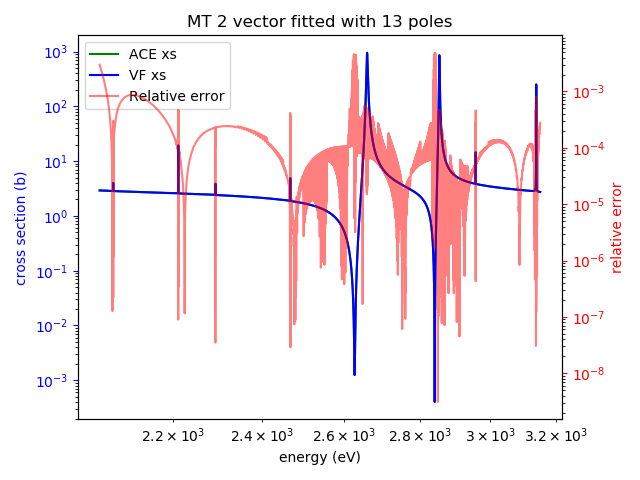 MT 2 vector fitted with 13 poles
ACE xs
VF xs
Relative error
cross section (b)
10³
10²
10¹
10⁰
10⁻¹
10⁻²
10⁻³
10⁻³
10⁻⁴
10⁻⁵
10⁻⁶
10⁻⁷
10⁻⁸
relative error
2.2 × 10³ 2.4 × 10³ 2.6 × 10³ 2.8 × 10³ 3 × 10³ 3.2 × 10³
energy (eV)